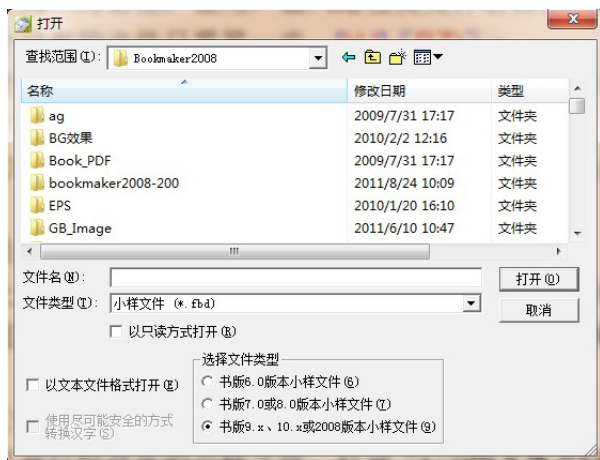 打开
查找范围(I): Bookmaker2008
名称 修改日期 类型
ag 2009/7/31 17:17 文件夹
BG效果 2010/2/2 12:16 文件夹
Book_PDF 2009/7/31 17:17 文件夹
bookmaker2008-200 2011/8/24 10:09 文件夹
EPS 2010/1/20 16:10 文件夹
GB_Image 2011/6/10 10:47 文件夹
文件名(N): 打开(O)
文件类型(T): 小样文件 (*.fbd) 取消
以只读方式打开(R)
选择文件类型
书版6.0版本小样文件(6)
以文本文件格式打开(E)
书版7.0或8.0版本小样文件(7)
使用尽可能安全的方式
转换汉字(S)
书版9.x、10.x或2008版本小样文件(9)